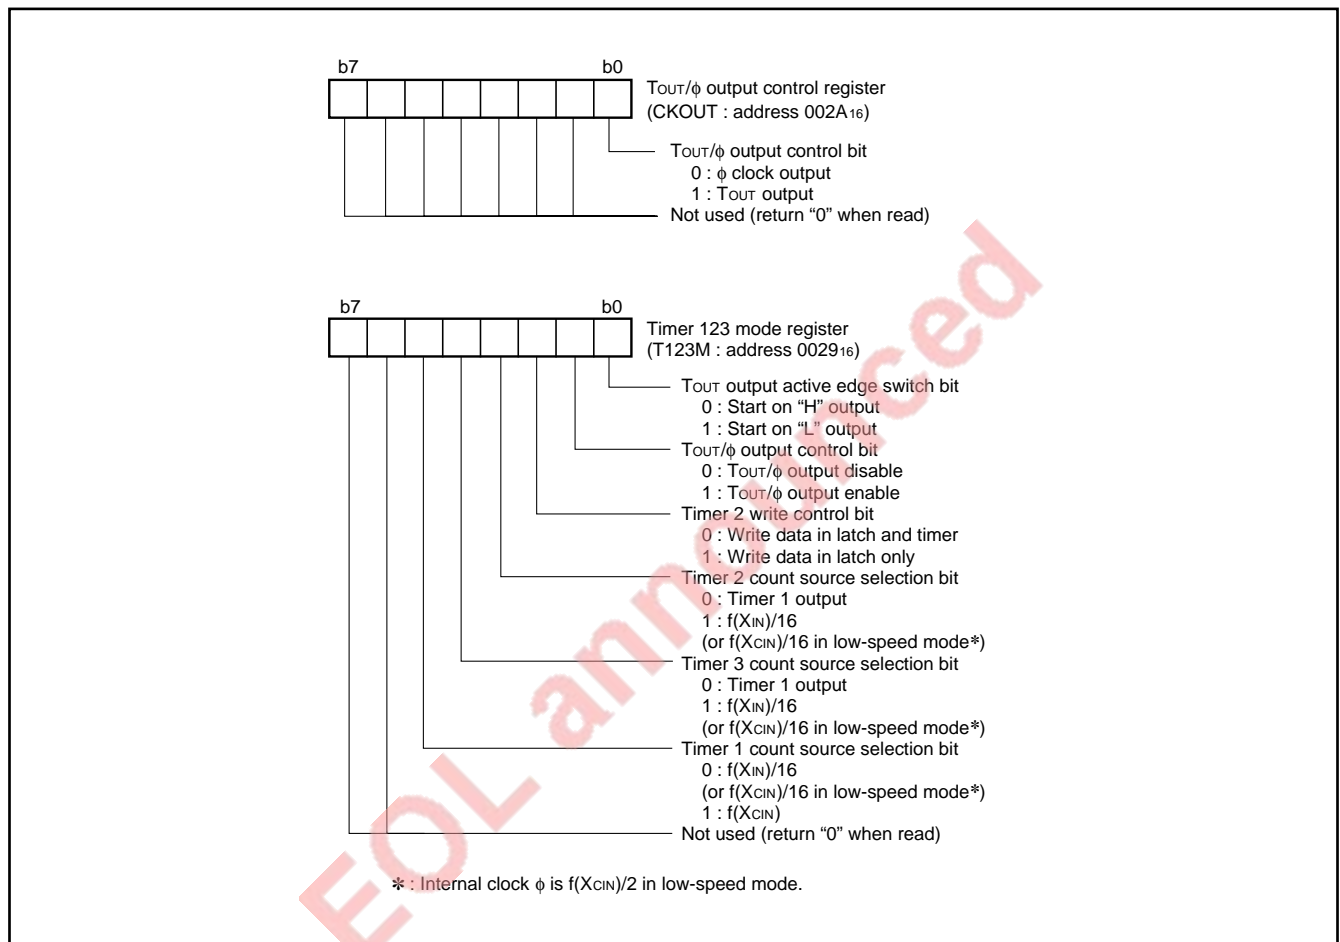 b7 b0
TOUT/ϕ output control register
(CKOUT : address 002A16)
TOUT/ϕ output control bit
0 : ϕ clock output
1 : TOUT output
Not used (return “0” when read)
b7 b0
Timer 123 mode register
(T123M : address 002916)
TOUT output active edge switch bit
0 : Start on “H” output
1 : Start on “L” output
TOUT/ϕ output control bit
0 : TOUT/ϕ output disable
1 : TOUT/ϕ output enable
Timer 2 write control bit
0 : Write data in latch and timer
1 : Write data in latch only
Timer 2 count source selection bit
0 : Timer 1 output
1 : f(XIN)/16
(or f(XCIN)/16 in low-speed mode✱)
Timer 3 count source selection bit
0 : Timer 1 output
1 : f(XIN)/16
(or f(XCIN)/16 in low-speed mode✱)
Timer 1 count source selection bit
0 : f(XIN)/16
(or f(XCIN)/16 in low-speed mode✱)
1 : f(XCIN)
Not used (return “0” when read)
✱ : Internal clock ϕ is f(XCIN)/2 in low-speed mode.
EOL announced